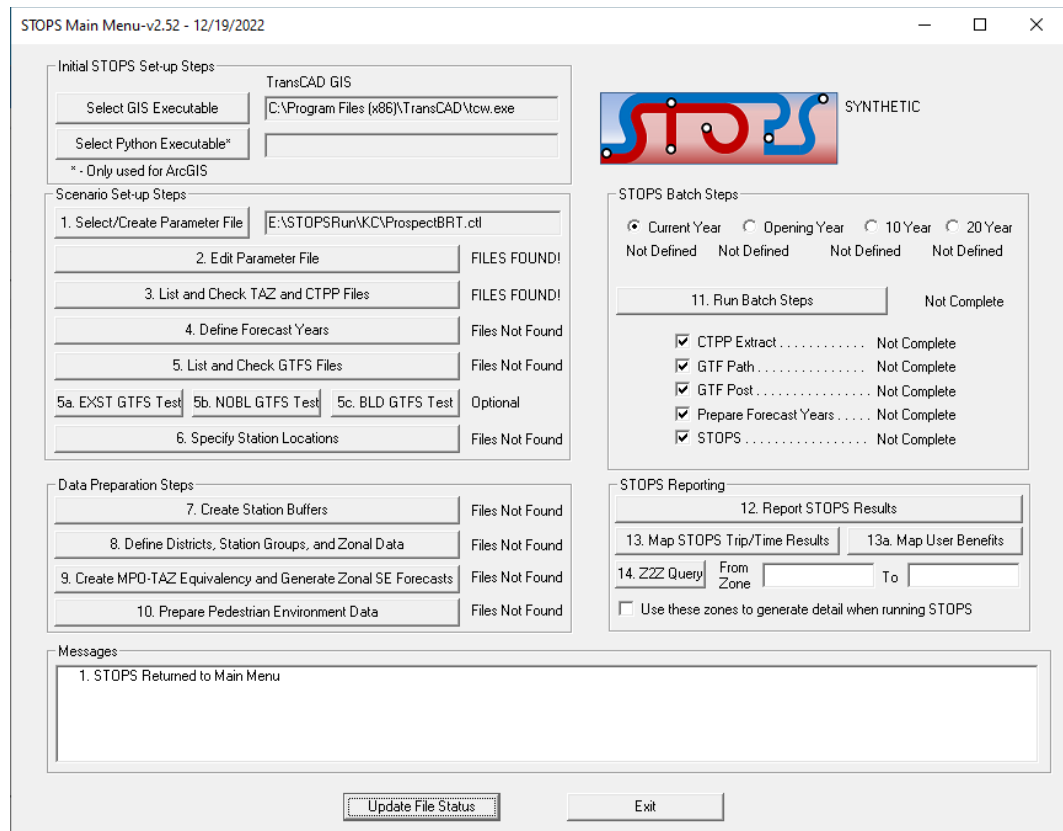 STOPS Main Menu-v2.52 - 12/19/2022
Initial STOPS Set-up Steps
TransCAD GIS
Select GIS Executable
C:\Program Files (x86)\TransCAD\tcw.exe
Select Python Executable*
* - Only used for ArcGIS
STOPS
SYNTHETIC
Scenario Set-up Steps
1. Select/Create Parameter File
E:\STOPSRun\KC\ProspectBRT.ctl
2. Edit Parameter File
FILES FOUND!
3. List and Check TAZ and CTPP Files
FILES FOUND!
4. Define Forecast Years
Files Not Found
5. List and Check GTFS Files
Files Not Found
5a. EXST GTFS Test
5b. NOBL GTFS Test
5c. BLD GTFS Test
Optional
6. Specify Station Locations
Files Not Found
STOPS Batch Steps
Current Year Opening Year 10 Year 20 Year
Not Defined Not Defined Not Defined Not Defined
11. Run Batch Steps
Not Complete
CTPP Extract . . . . . . . . . . . . Not Complete
GTF Path . . . . . . . . . . . . . . . Not Complete
GTF Post . . . . . . . . . . . . . . . Not Complete
Prepare Forecast Years . . . . . Not Complete
STOPS . . . . . . . . . . . . . . . . . Not Complete
Data Preparation Steps
7. Create Station Buffers
Files Not Found
8. Define Districts, Station Groups, and Zonal Data
Files Not Found
9. Create MPO-TAZ Equivalency and Generate Zonal SE Forecasts
Files Not Found
10. Prepare Pedestrian Environment Data
Files Not Found
STOPS Reporting
12. Report STOPS Results
13. Map STOPS Trip/Time Results
13a. Map User Benefits
14. Z2Z Query
From
Zone
To
Use these zones to generate detail when running STOPS
Messages
1. STOPS Returned to Main Menu
Update File Status
Exit